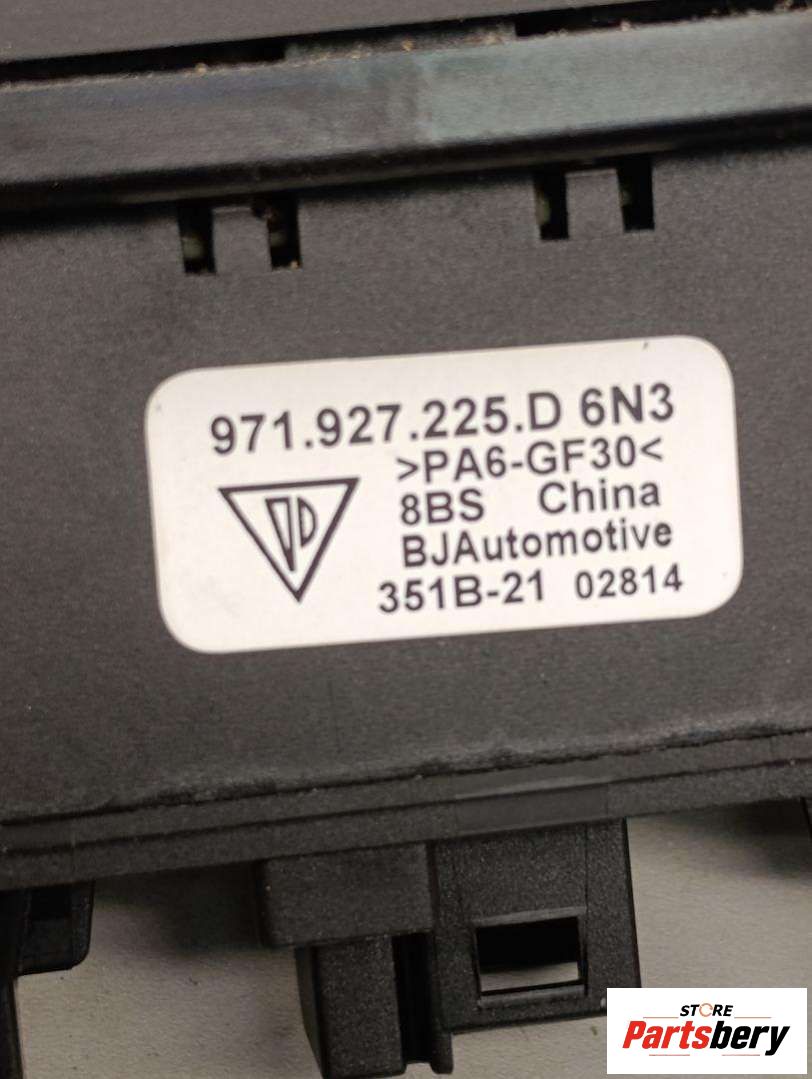 971.927.225.D 6N3
>PA6-GF30<
8BS China
BJAutomotive
351B-21 02814
STORE
Partsbery